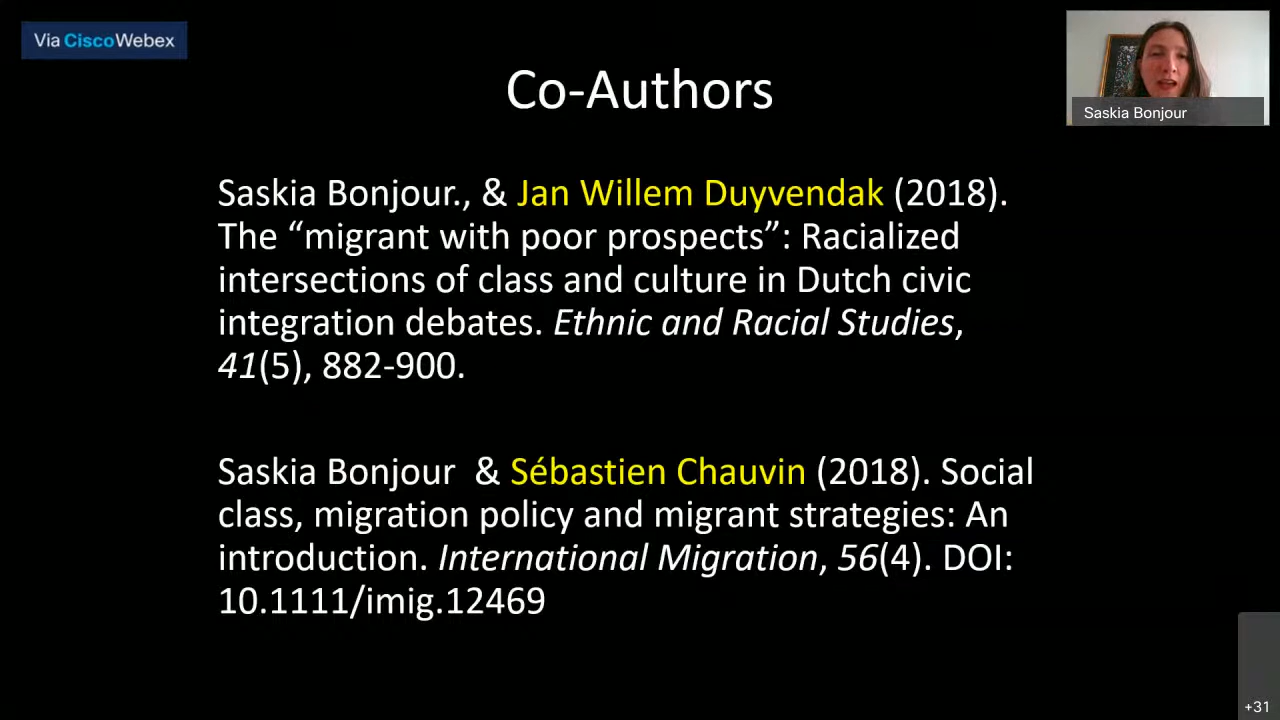 Via CiscoWebex
Co-Authors
Saskia Bonjour
Saskia Bonjour., & Jan Willem Duyvendak (2018).
The “migrant with poor prospects”: Racialized
intersections of class and culture in Dutch civic
integration debates. Ethnic and Racial Studies,
41(5), 882-900.
Saskia Bonjour & Sébastien Chauvin (2018). Social
class, migration policy and migrant strategies: An
introduction. International Migration, 56(4). DOI:
10.1111/imig.12469
+31